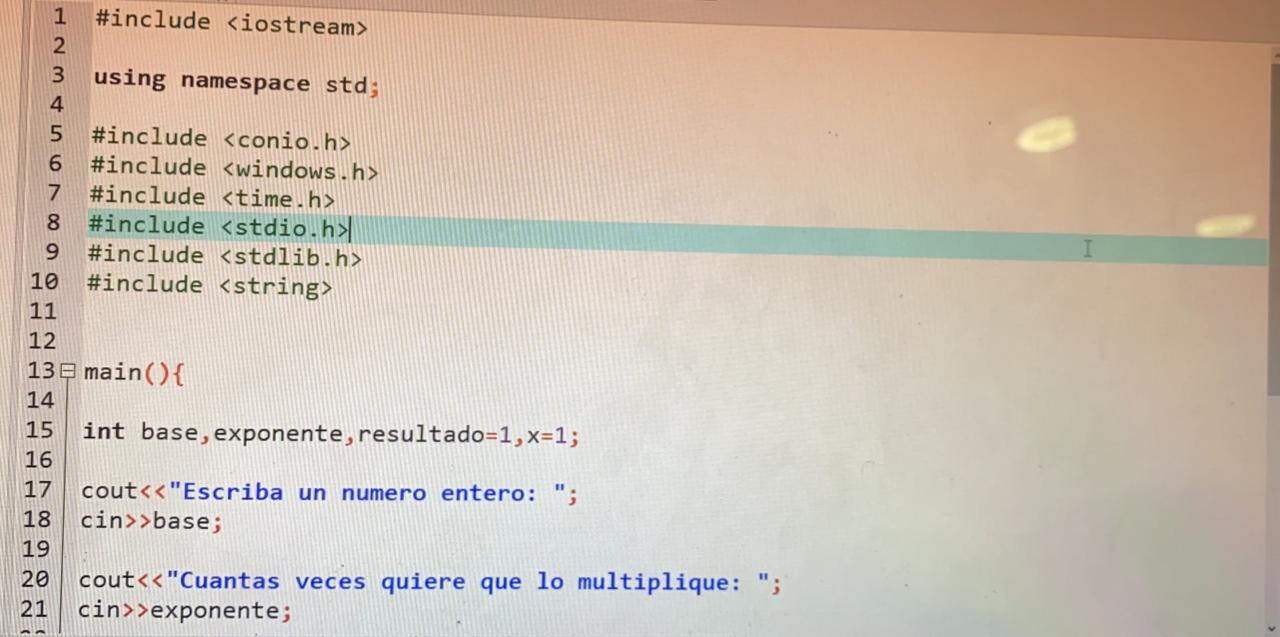 1 #include <iostream>
2
3 using namespace std;
4
5 #include <conio.h>
6 #include <windows.h>
7 #include <time.h>
8 #include <stdio.h>
9 #include <stdlib.h>
10 #include <string>
11
12
13 main(){
14
15 int base,exponente,resultado=1,x=1;
16
17 cout<<"Escriba un numero entero: ";
18 cin>>base;
19
20 cout<<"Cuantas veces quiere que lo multiplique: ";
21 cin>>exponente;